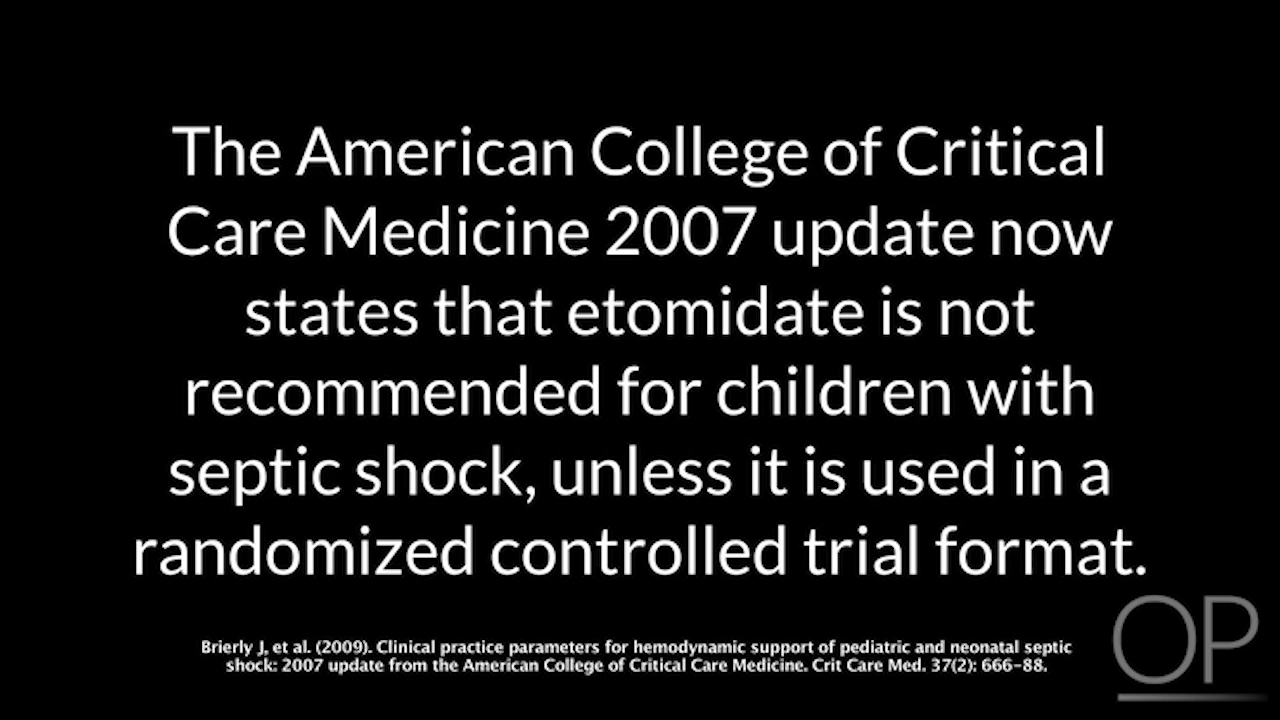 The American College of Critical
Care Medicine 2007 update now
states that etomidate is not
recommended for children with
septic shock, unless it is used in a
randomized controlled trial format.
Brierly J, et al. (2009). Clinical practice parameters for hemodynamic support of pediatric and neonatal septic
shock: 2007 update from the American College of Critical Care Medicine. Crit Care Med. 37(2): 666-88.
OP